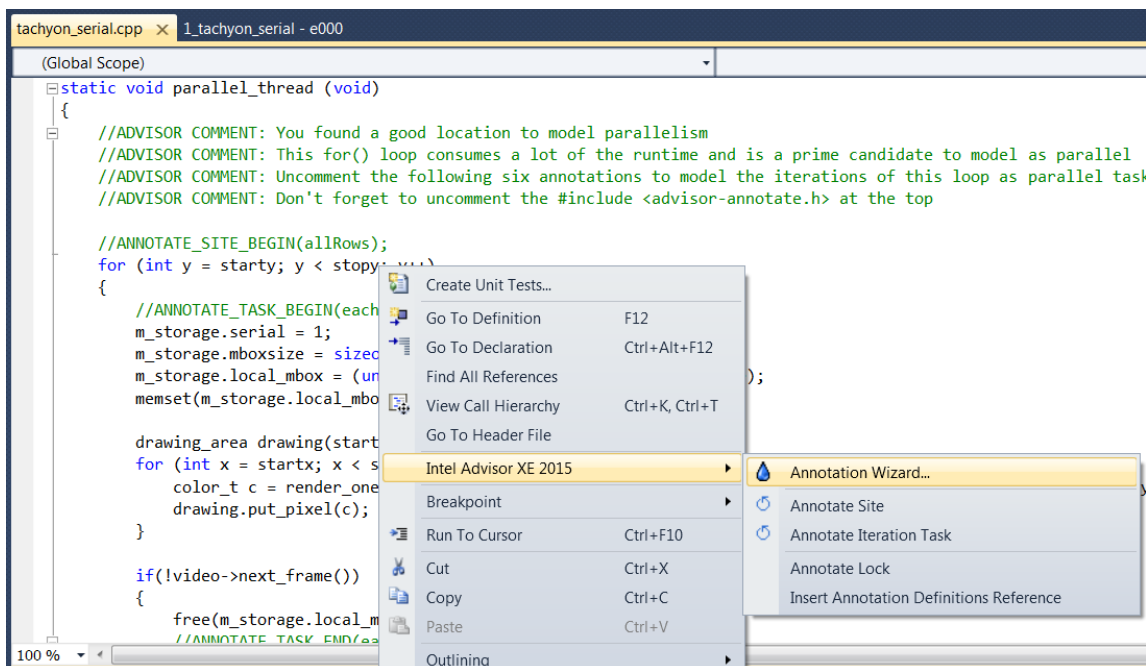 tachyon_serial.cpp × 1_tachyon_serial - e000
(Global Scope)
static void parallel_thread (void)
{
//ADVISOR COMMENT: You found a good location to model parallelism
//ADVISOR COMMENT: This for() loop consumes a lot of the runtime and is a prime candidate to model as parallel
//ADVISOR COMMENT: Uncomment the following six annotations to model the iterations of this loop as parallel task
//ADVISOR COMMENT: Don't forget to uncomment the #include <advisor-annotate.h> at the top
//ANNOTATE_SITE_BEGIN(allRows);
for (int y = starty; y < stopy; y++)
{
//ANNOTATE_TASK_BEGIN(each
m_storage.serial = 1;
m_storage.mboxsize = sizeo
m_storage.local_mbox = (un );
memset(m_storage.local_mbo
drawing_area drawing(start
for (int x = startx; x < s
color_t c = render_one
drawing.put_pixel(c);
}
if(!video->next_frame())
{
free(m_storage.local_m
//ANNOTATE_TASK_END(ea
100 %
Create Unit Tests...
Go To Definition F12
Go To Declaration Ctrl+Alt+F12
Find All References
View Call Hierarchy Ctrl+K, Ctrl+T
Go To Header File
Intel Advisor XE 2015
Breakpoint
Run To Cursor Ctrl+F10
Cut Ctrl+X
Copy Ctrl+C
Paste Ctrl+V
Outlining
Annotation Wizard...
Annotate Site
Annotate Iteration Task
Annotate Lock
Insert Annotation Definitions Reference